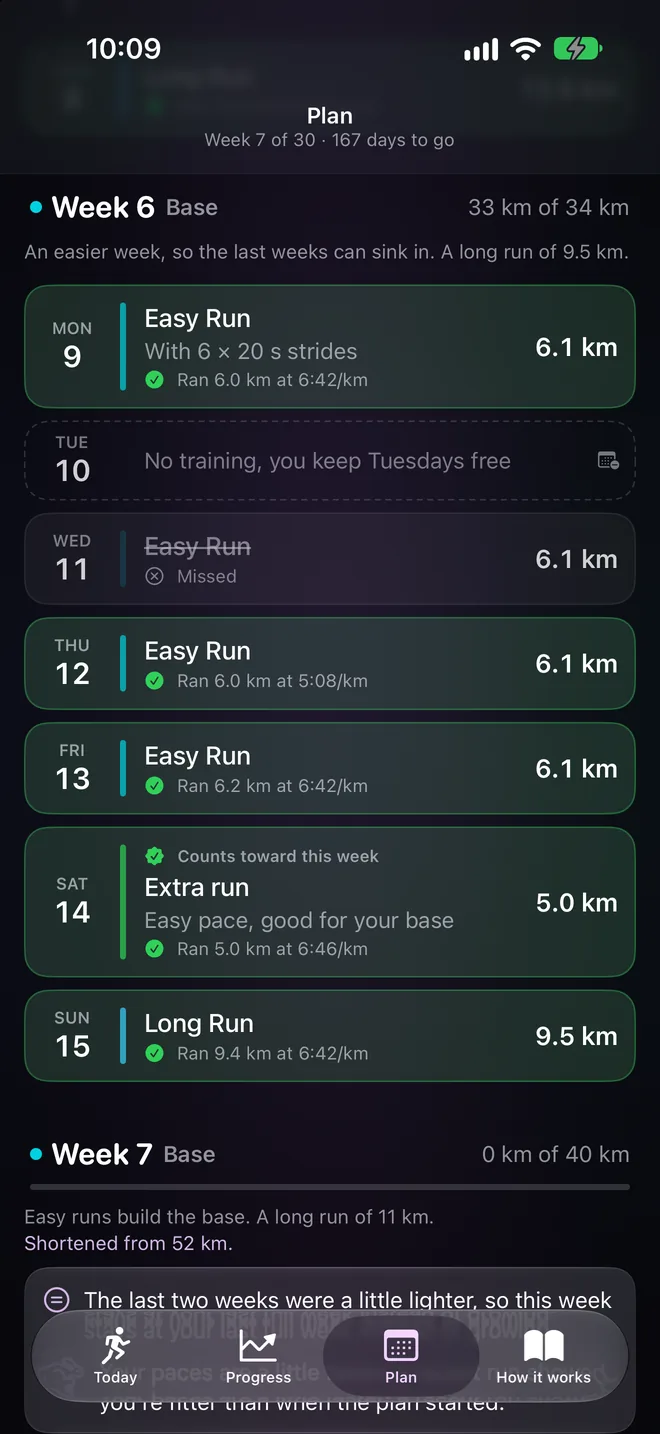 10:09
Plan
Week 7 of 30 · 167 days to go
Week 6 Base 33 km of 34 km
An easier week, so the last weeks can sink in. A long run of 9.5 km.
MON
9
Easy Run
With 6 × 20 s strides
Ran 6.0 km at 6:42/km
6.1 km
TUE
10
No training, you keep Tuesdays free
WED
11
Easy Run
Missed
6.1 km
THU
12
Easy Run
Ran 6.0 km at 5:08/km
6.1 km
FRI
13
Easy Run
Ran 6.2 km at 6:42/km
6.1 km
SAT
14
Counts toward this week
Extra run
Easy pace, good for your base
Ran 5.0 km at 6:46/km
5.0 km
SUN
15
Long Run
Ran 9.4 km at 6:42/km
9.5 km
Week 7 Base 0 km of 40 km
Easy runs build the base. A long run of 11 km.
Shortened from 52 km.
The last two weeks were a little lighter, so this week
you're fitter than when the plan started.
Today
Progress
Plan
How it works